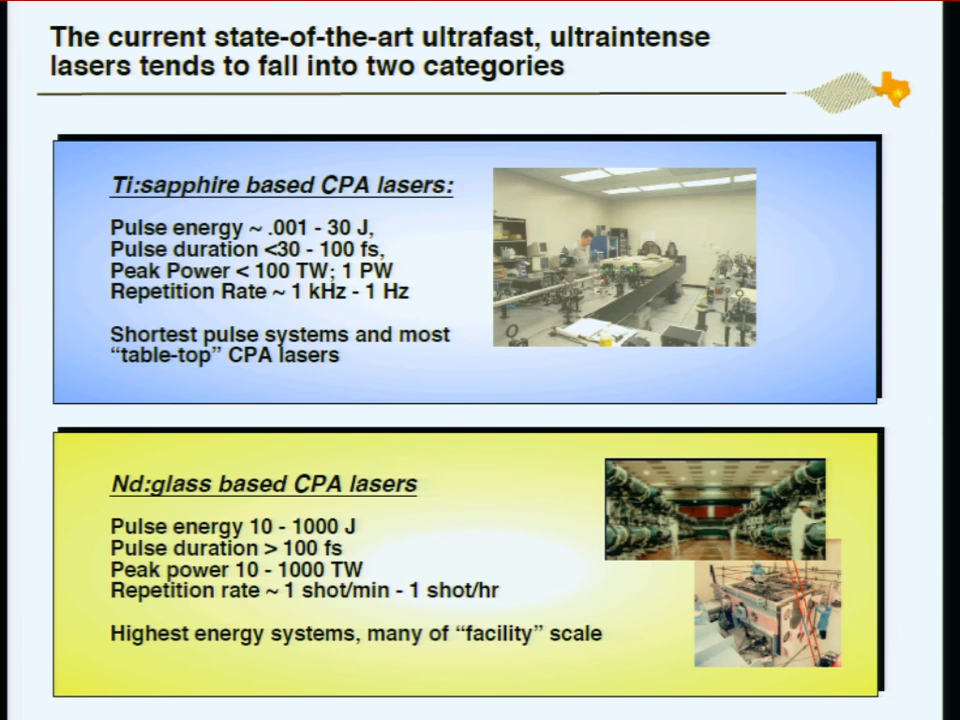 The current state-of-the-art ultrafast, ultraintense
lasers tends to fall into two categories
Ti:sapphire based CPA lasers:
Pulse energy ~ .001 - 30 J,
Pulse duration <30 - 100 fs,
Peak Power < 100 TW; 1 PW
Repetition Rate ~ 1 kHz - 1 Hz
Shortest pulse systems and most
“table-top” CPA lasers
Nd:glass based CPA lasers
Pulse energy 10 - 1000 J
Pulse duration > 100 fs
Peak power 10 - 1000 TW
Repetition rate ~ 1 shot/min - 1 shot/hr
Highest energy systems, many of “facility” scale